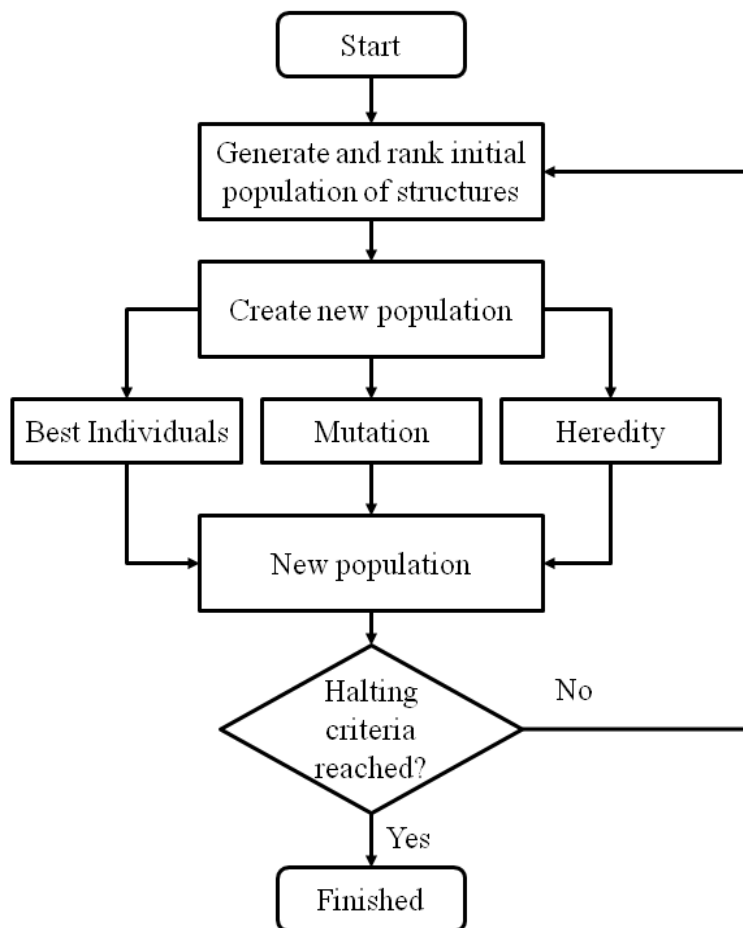 Start
Generate and rank initial
population of structures
Create new population
Best Individuals
Mutation
Heredity
New population
Halting
criteria
reached?
No
Yes
Finished